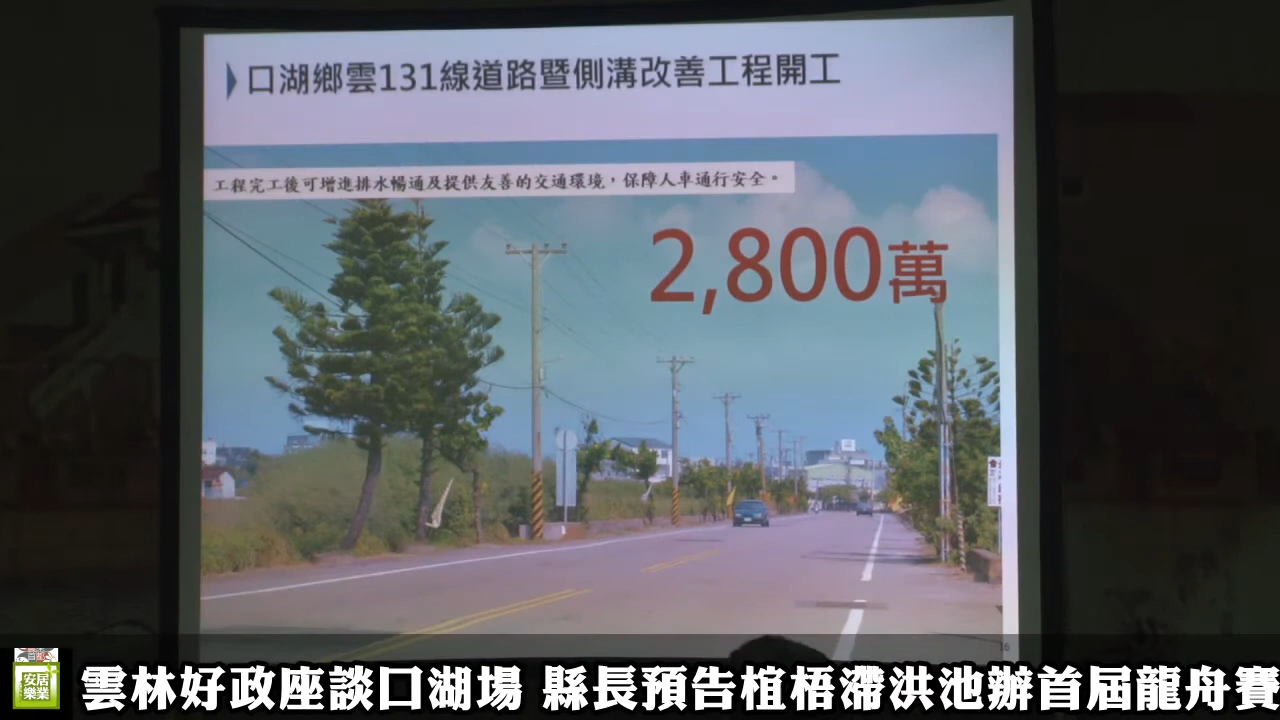 口湖鄉雲131線道路暨側溝改善工程開工
工程完工後可增進排水暢通及提供友善的交通環境，保障人車通行安全。
2,800萬
16
安居
樂業
雲林好政座談口湖場 縣長預告椬梧滯洪池辦首屆龍舟賽